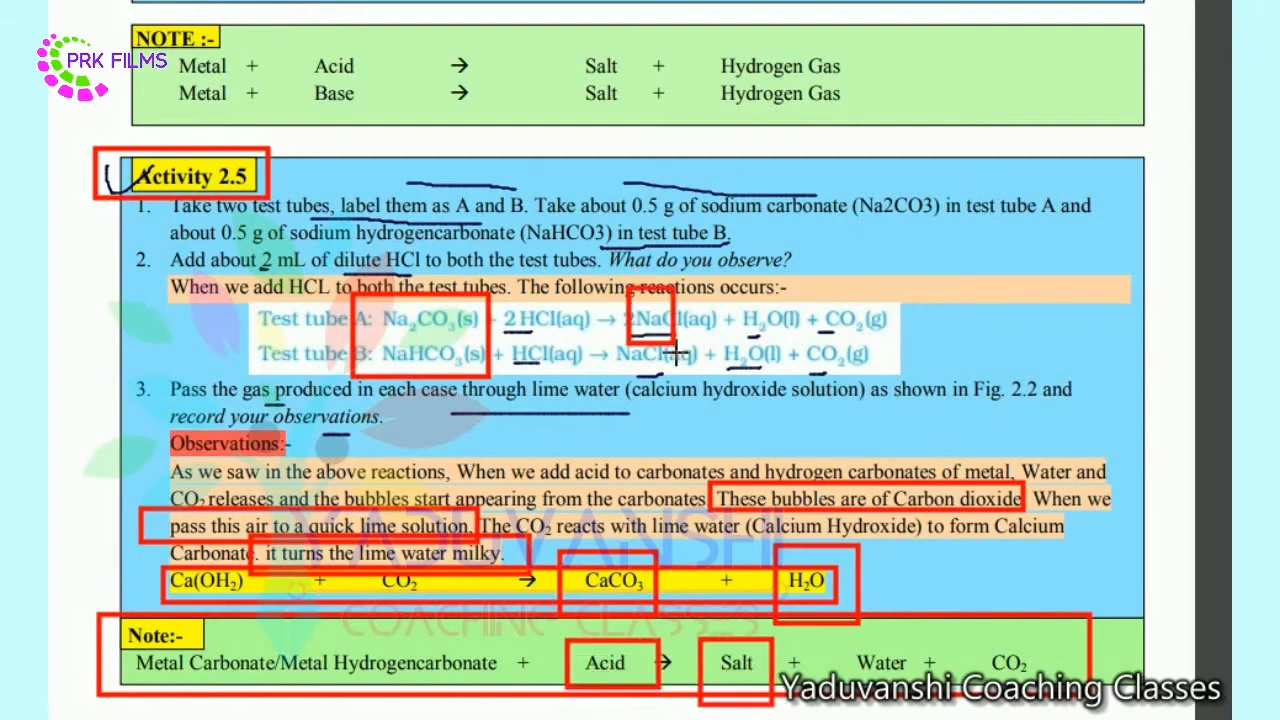 NOTE :-
PRK FILMS
Metal + Acid → Salt + Hydrogen Gas
Metal + Base → Salt + Hydrogen Gas
Activity 2.5
1. Take two test tubes, label them as A and B. Take about 0.5 g of sodium carbonate (Na2CO3) in test tube A and
about 0.5 g of sodium hydrogencarbonate (NaHCO3) in test tube B.
2. Add about 2 mL of dilute HCl to both the test tubes. What do you observe?
When we add HCL to both the test tubes. The following reactions occurs:-
Test tube A: Na₂CO₃(s) + 2HCl(aq) → 2NaCl(aq) + H₂O(l) + CO₂(g)
Test tube B: NaHCO₃(s) + HCl(aq) → NaCl(aq) + H₂O(l) + CO₂(g)
3. Pass the gas produced in each case through lime water (calcium hydroxide solution) as shown in Fig. 2.2 and
record your observations.
Observations:-
As we saw in the above reactions, When we add acid to carbonates and hydrogen carbonates of metal, Water and
CO₂ releases and the bubbles start appearing from the carbonates. These bubbles are of Carbon dioxide. When we
pass this air to a quick lime solution. The CO₂ reacts with lime water (Calcium Hydroxide) to form Calcium
Carbonate. it turns the lime water milky.
Ca(OH₂) + CO₂ → CaCO₃ + H₂O
YADUVANSHI
COACHING CLASSES
Note:-
Metal Carbonate/Metal Hydrogencarbonate + Acid → Salt + Water + CO₂
Yaduvanshi Coaching Classes